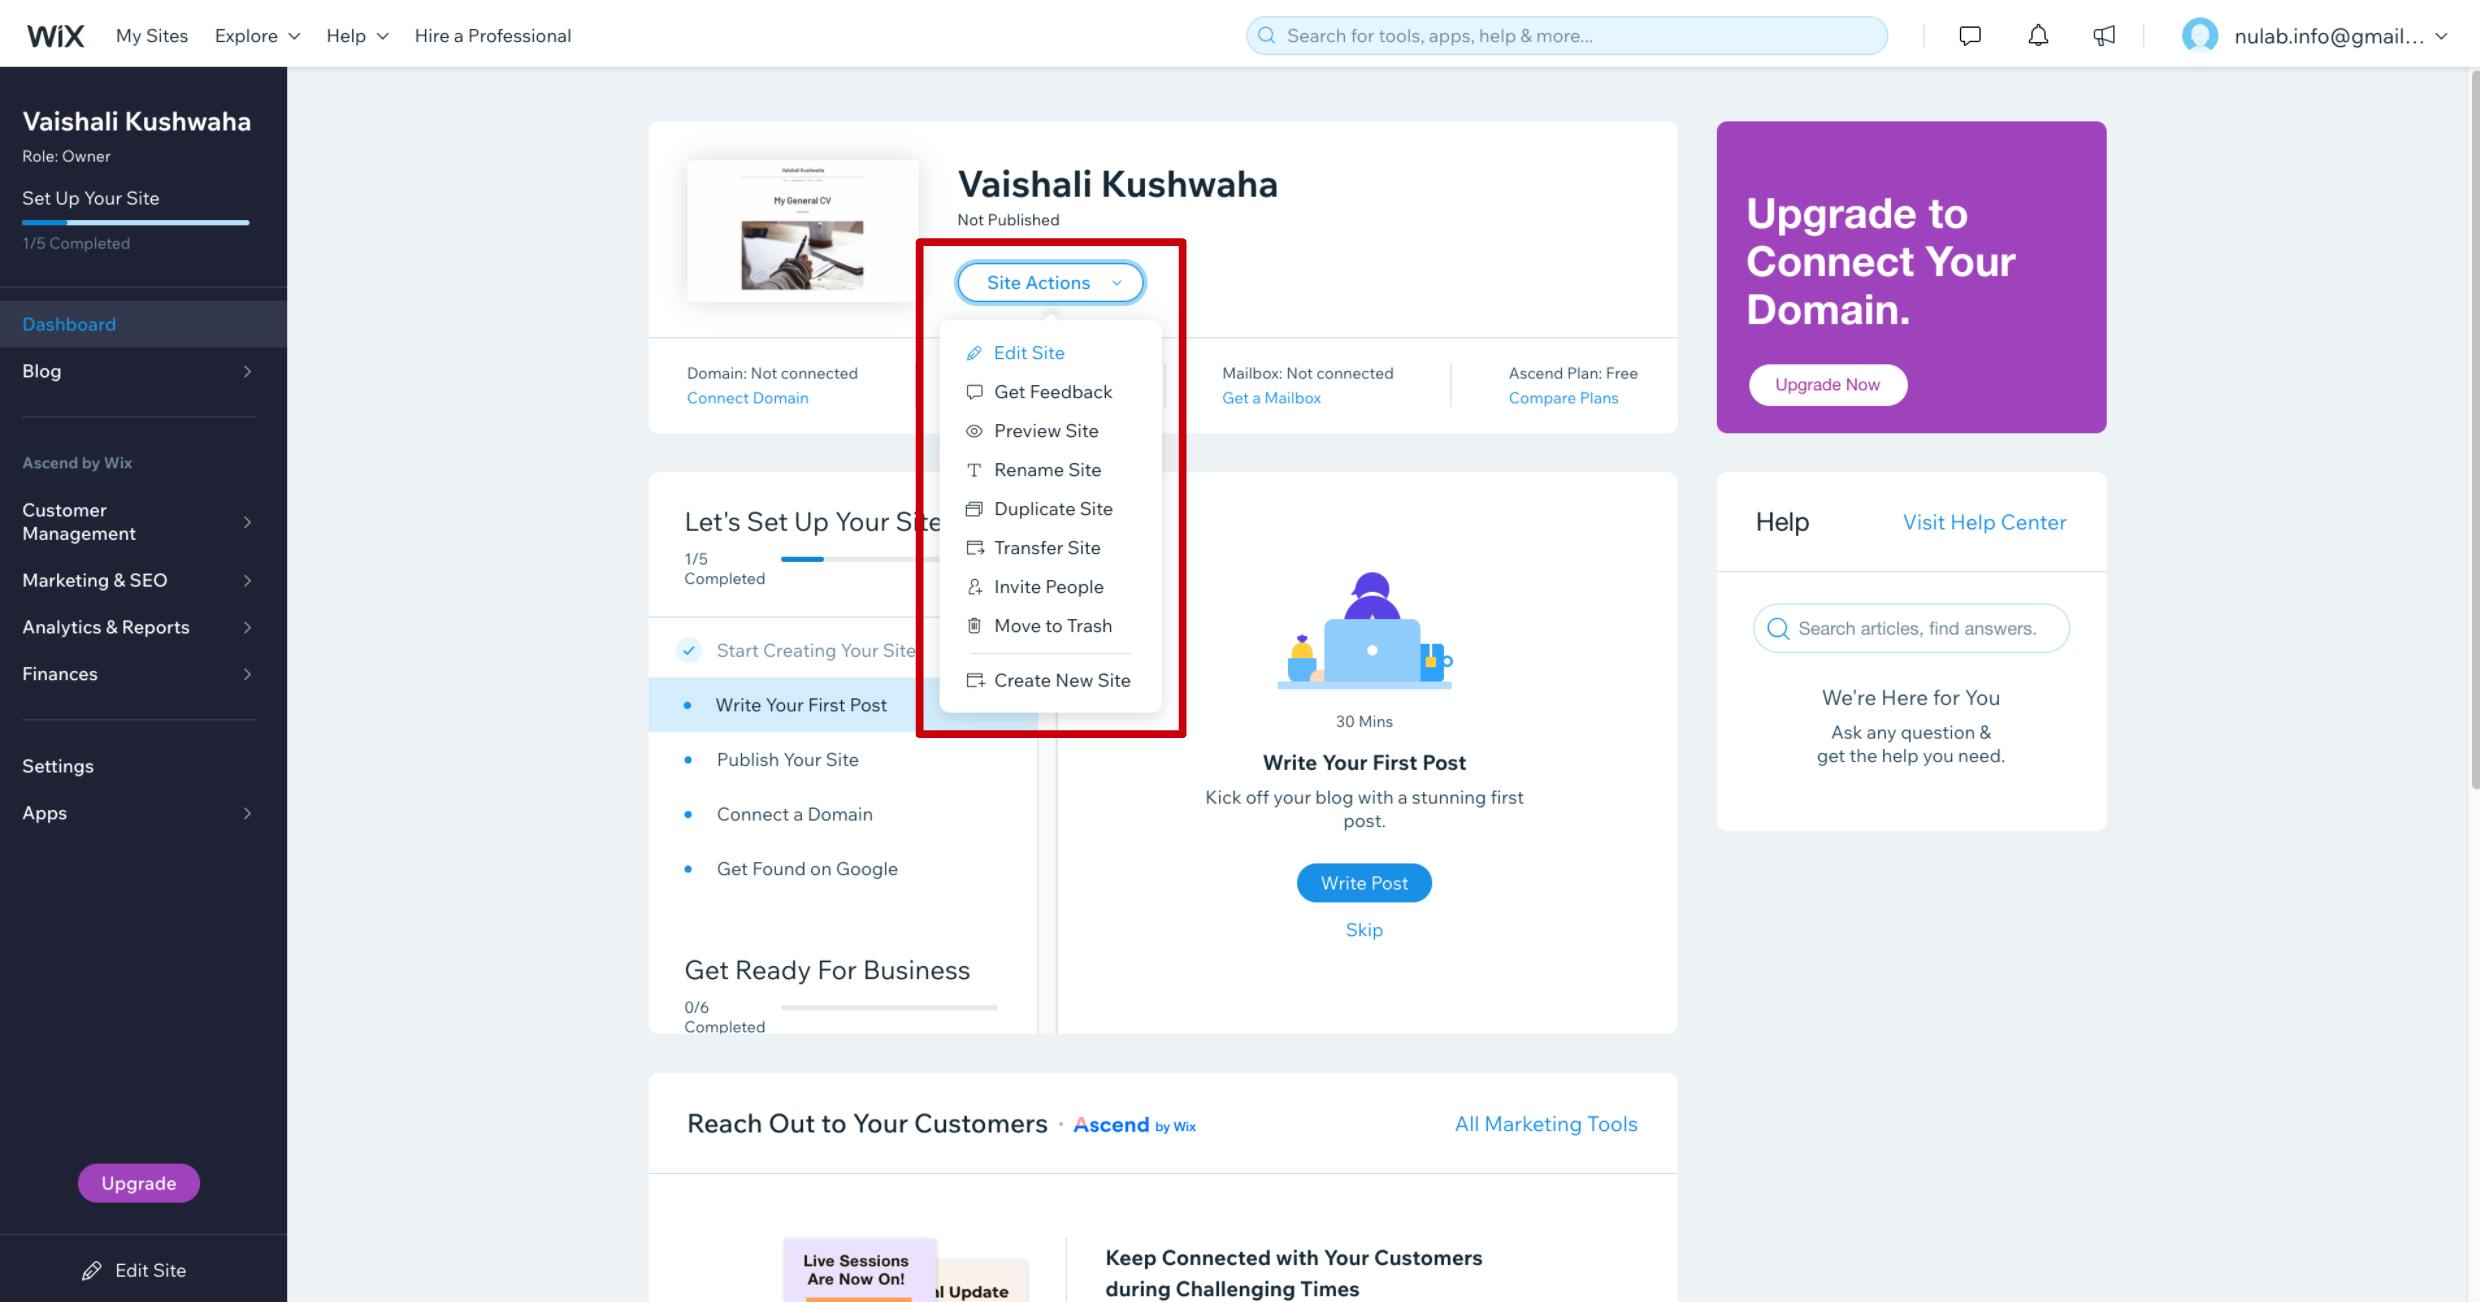 WiX My Sites Explore Help Hire a Professional
Search for tools, apps, help & more...
nulab.info@gmail...
Vaishali Kushwaha
Role: Owner
Set Up Your Site
1/5 Completed
Dashboard
Blog
Ascend by Wix
Customer
Management
Marketing & SEO
Analytics & Reports
Finances
Settings
Apps
Upgrade
Edit Site
Vaishali Kushwaha
My General CV
Vaishali Kushwaha
Not Published
Site Actions
Edit Site
Get Feedback
Preview Site
Rename Site
Duplicate Site
Transfer Site
Invite People
Move to Trash
Create New Site
Domain: Not connected
Connect Domain
Mailbox: Not connected
Get a Mailbox
Ascend Plan: Free
Compare Plans
Let's Set Up Your Site
1/5
Completed
Start Creating Your Site
Write Your First Post
Publish Your Site
Connect a Domain
Get Found on Google
Get Ready For Business
0/6
Completed
30 Mins
Write Your First Post
Kick off your blog with a stunning first
post.
Write Post
Skip
Upgrade to
Connect Your
Domain.
Upgrade Now
Help
Visit Help Center
Search articles, find answers.
We're Here for You
Ask any question &
get the help you need.
Reach Out to Your Customers · Ascend by Wix
All Marketing Tools
Live Sessions
Are Now On!
al Update
Keep Connected with Your Customers
during Challenging Times